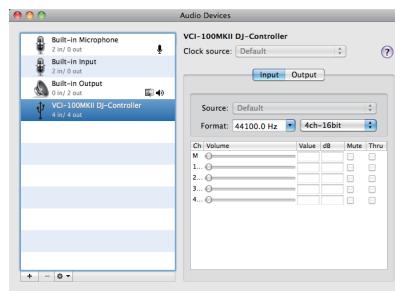 Audio Devices
Built-in Microphone
2 in/ 0 out
Built-in Input
2 in/ 0 out
Built-in Output
0 in/ 2 out
VCI-100MKII DJ-Controller
4 in/ 4 out
VCI-100MKII DJ-Controller
Clock source: Default
?
Input Output
Source: Default
Format: 44100.0 Hz 4ch-16bit
Ch Volume Value dB Mute Thru
M
1...
2...
3...
4...
+ -